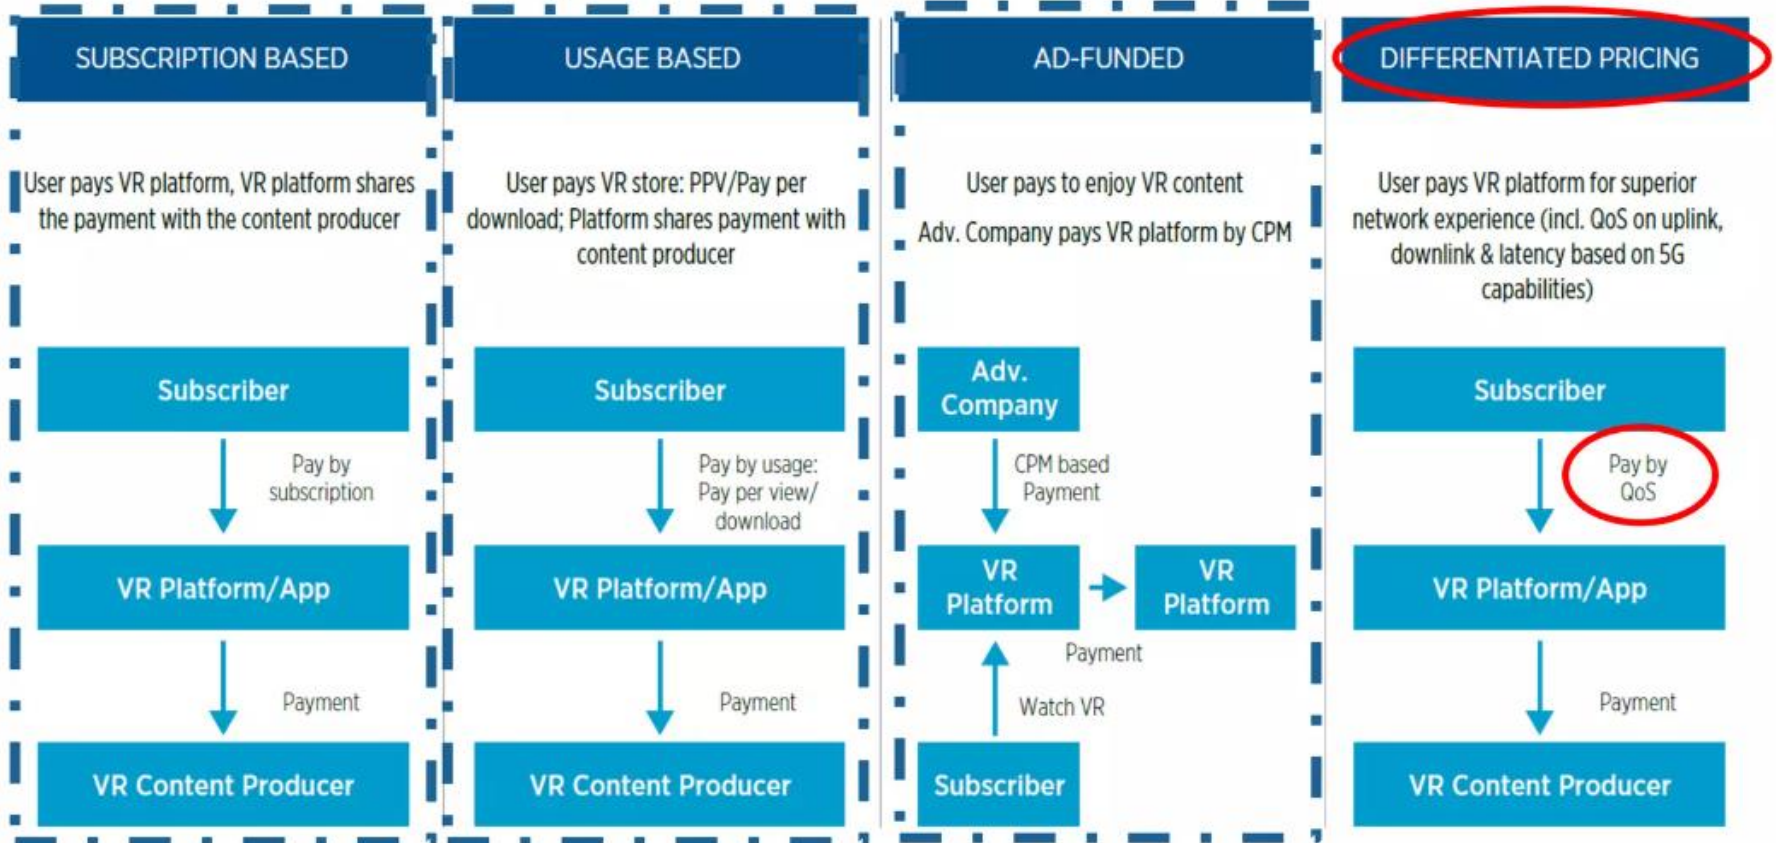 SUBSCRIPTION BASED
User pays VR platform, VR platform shares
the payment with the content producer
Subscriber
Pay by
subscription
VR Platform/App
Payment
VR Content Producer
USAGE BASED
User pays VR store: PPV/Pay per
download; Platform shares payment with
content producer
Subscriber
Pay by usage:
Pay per view/
download
VR Platform/App
Payment
VR Content Producer
AD-FUNDED
User pays to enjoy VR content
Adv. Company pays VR platform by CPM
Adv.
Company
CPM based
Payment
VR
Platform
VR
Platform
Payment
Watch VR
Subscriber
DIFFERENTIATED PRICING
User pays VR platform for superior
network experience (incl. QoS on uplink,
downlink & latency based on 5G
capabilities)
Subscriber
Pay by
QoS
VR Platform/App
Payment
VR Content Producer